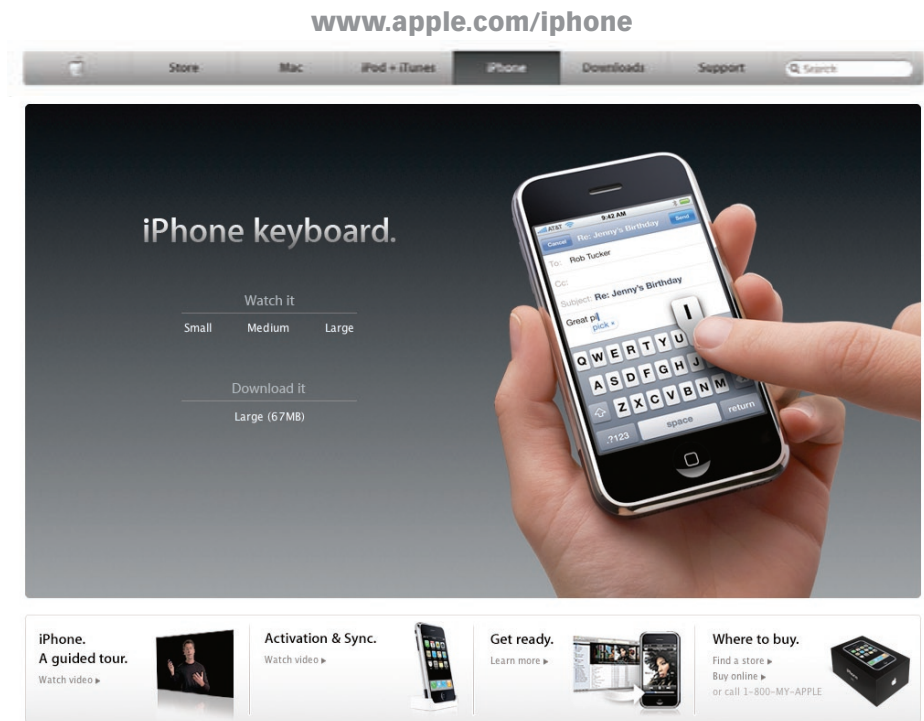 www.apple.com/iphone
Store Mac iPod + iTunes iPhone Downloads Support Search
iPhone keyboard.
Watch it
Small Medium Large
Download it
Large (67MB)
AT&T 9:42 AM
Cancel Re: Jenny's Birthday Send
To: Rob Tucker
Cc:
Subject: Re: Jenny's Birthday
Great pi
pick ×
I
Q W E R T Y U
A S D F G H J
Z X C V B N M
.?123 space return
iPhone.
A guided tour.
Watch video ▸
Activation & Sync.
Watch video ▸
Get ready.
Learn more ▸
Where to buy.
Find a store ▸
Buy online ▸
or call 1-800-MY-APPLE